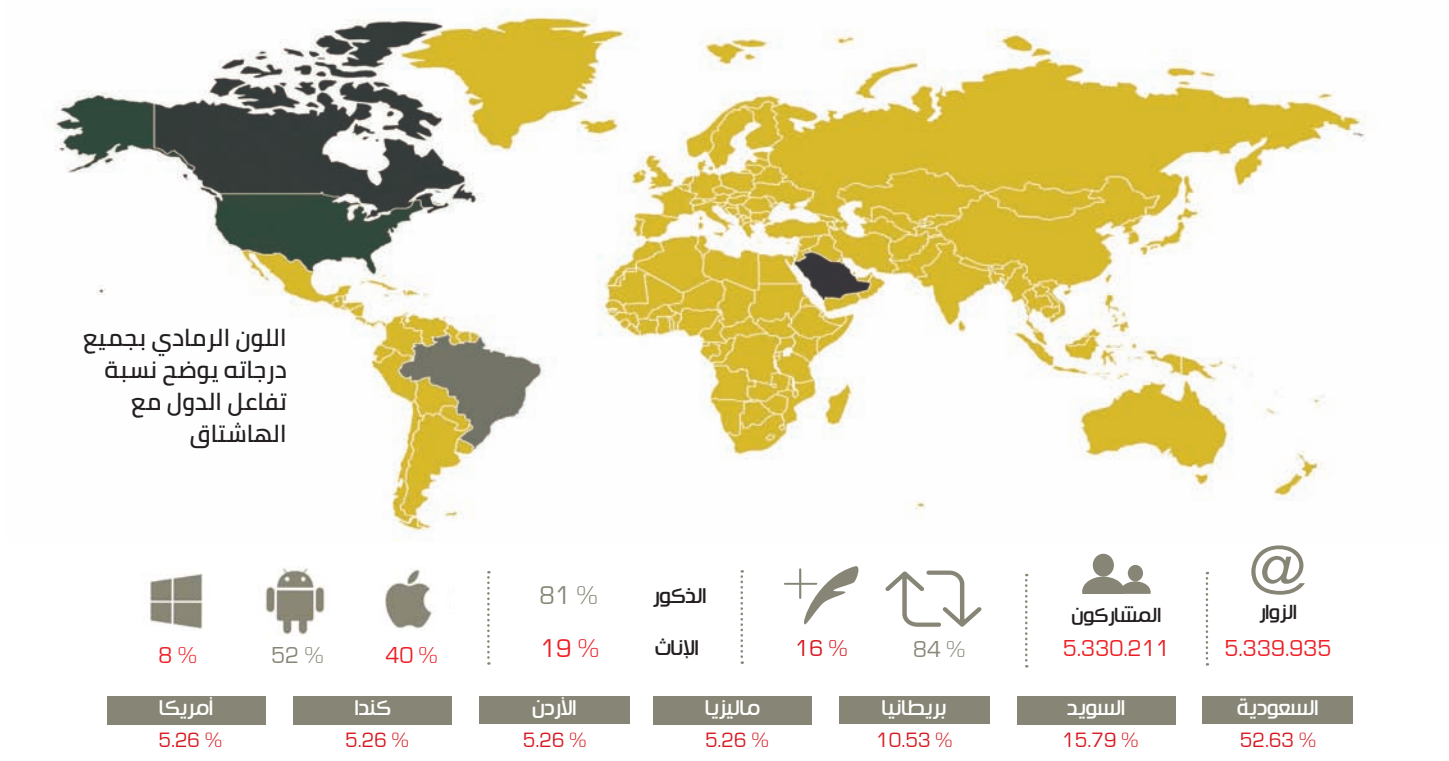 اللون الرمادي بجميع
درجاته يوضح نسبة
تفاعل الدول مع
الهاشتاق
@
الزوار
5.339.935
المشاركون
5.330.211
84 %
16 %
الذكور
81 %
الإناث
19 %
40 %
52 %
8 %
السعودية
52.63 %
السويد
15.79 %
بريطانيا
10.53 %
ماليزيا
5.26 %
الأردن
5.26 %
كندا
5.26 %
أمريكا
5.26 %